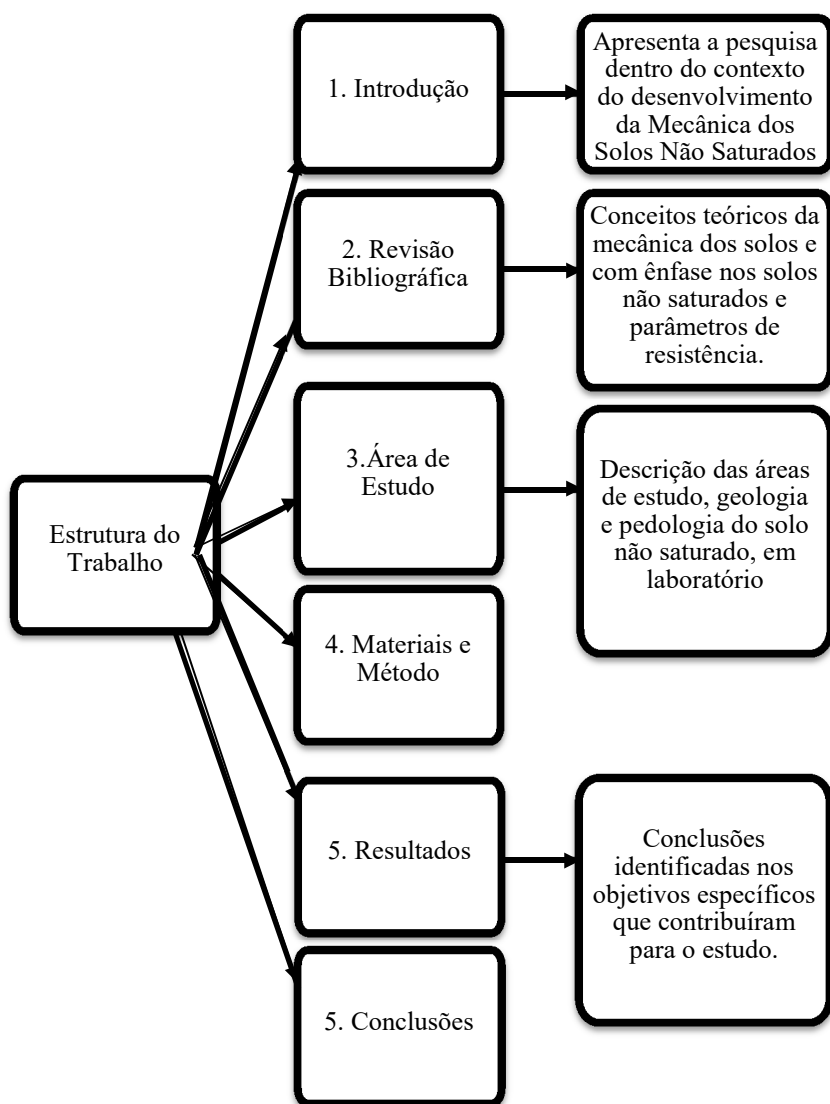 Estrutura do
Trabalho
1. Introdução
Apresenta a pesquisa
dentro do contexto
do desenvolvimento
da Mecânica dos
Solos Não Saturados
2. Revisão
Bibliográfica
Conceitos teóricos da
mecânica dos solos e
com ênfase nos solos
não saturados e
parâmetros de
resistência.
3.Área de
Estudo
Descrição das áreas
de estudo, geologia
e pedologia do solo
não saturado, em
laboratório
4. Materiais e
Método
5. Resultados
Conclusões
identificadas nos
objetivos específicos
que contribuíram
para o estudo.
5. Conclusões